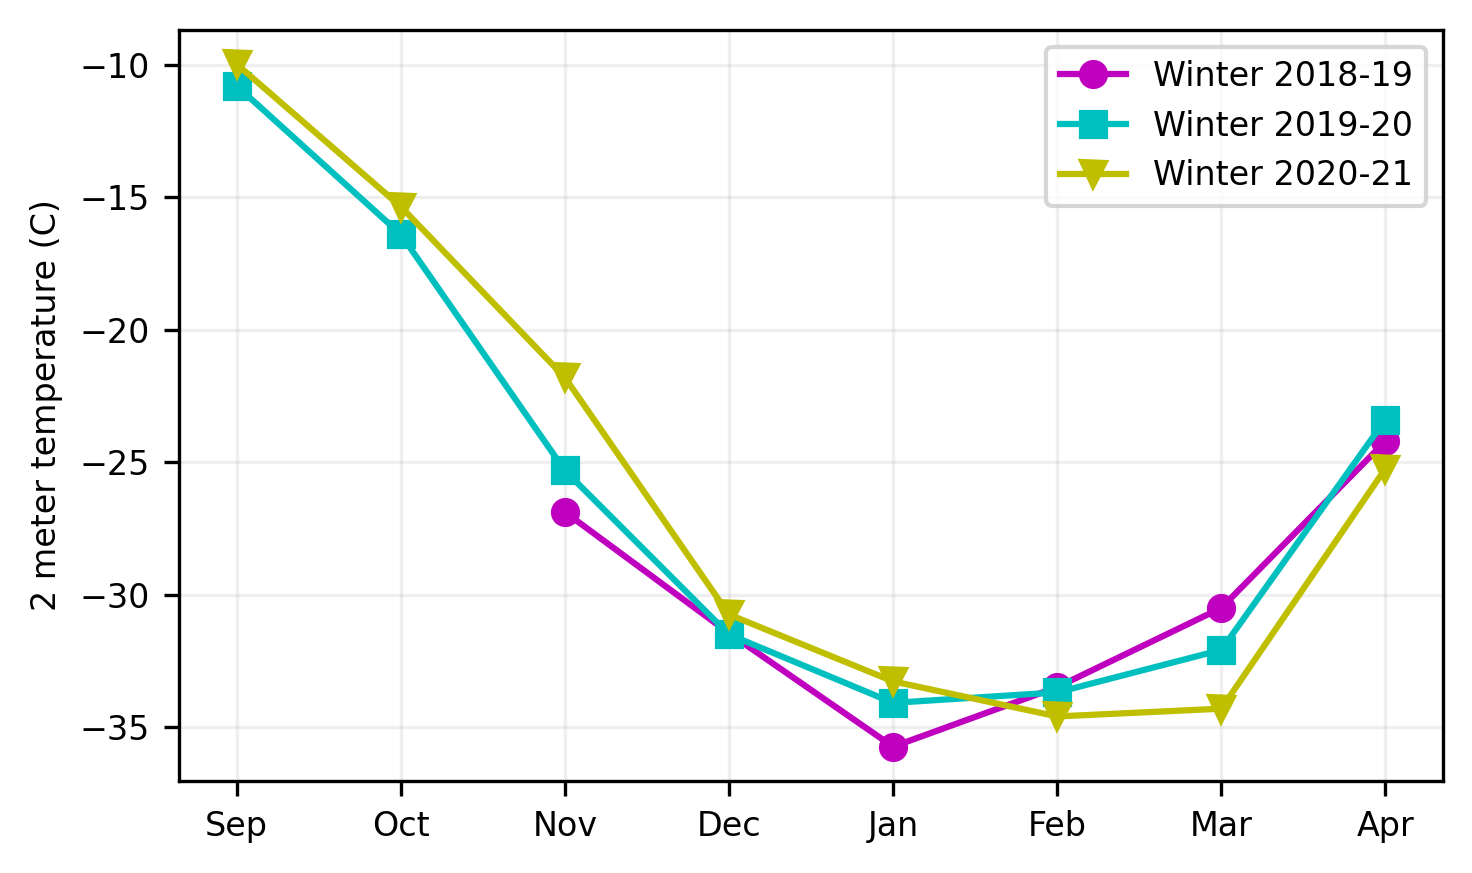 2 meter temperature (C)
−10
−15
−20
−25
−30
−35
Sep Oct Nov Dec Jan Feb Mar Apr
Winter 2018-19
Winter 2019-20
Winter 2020-21